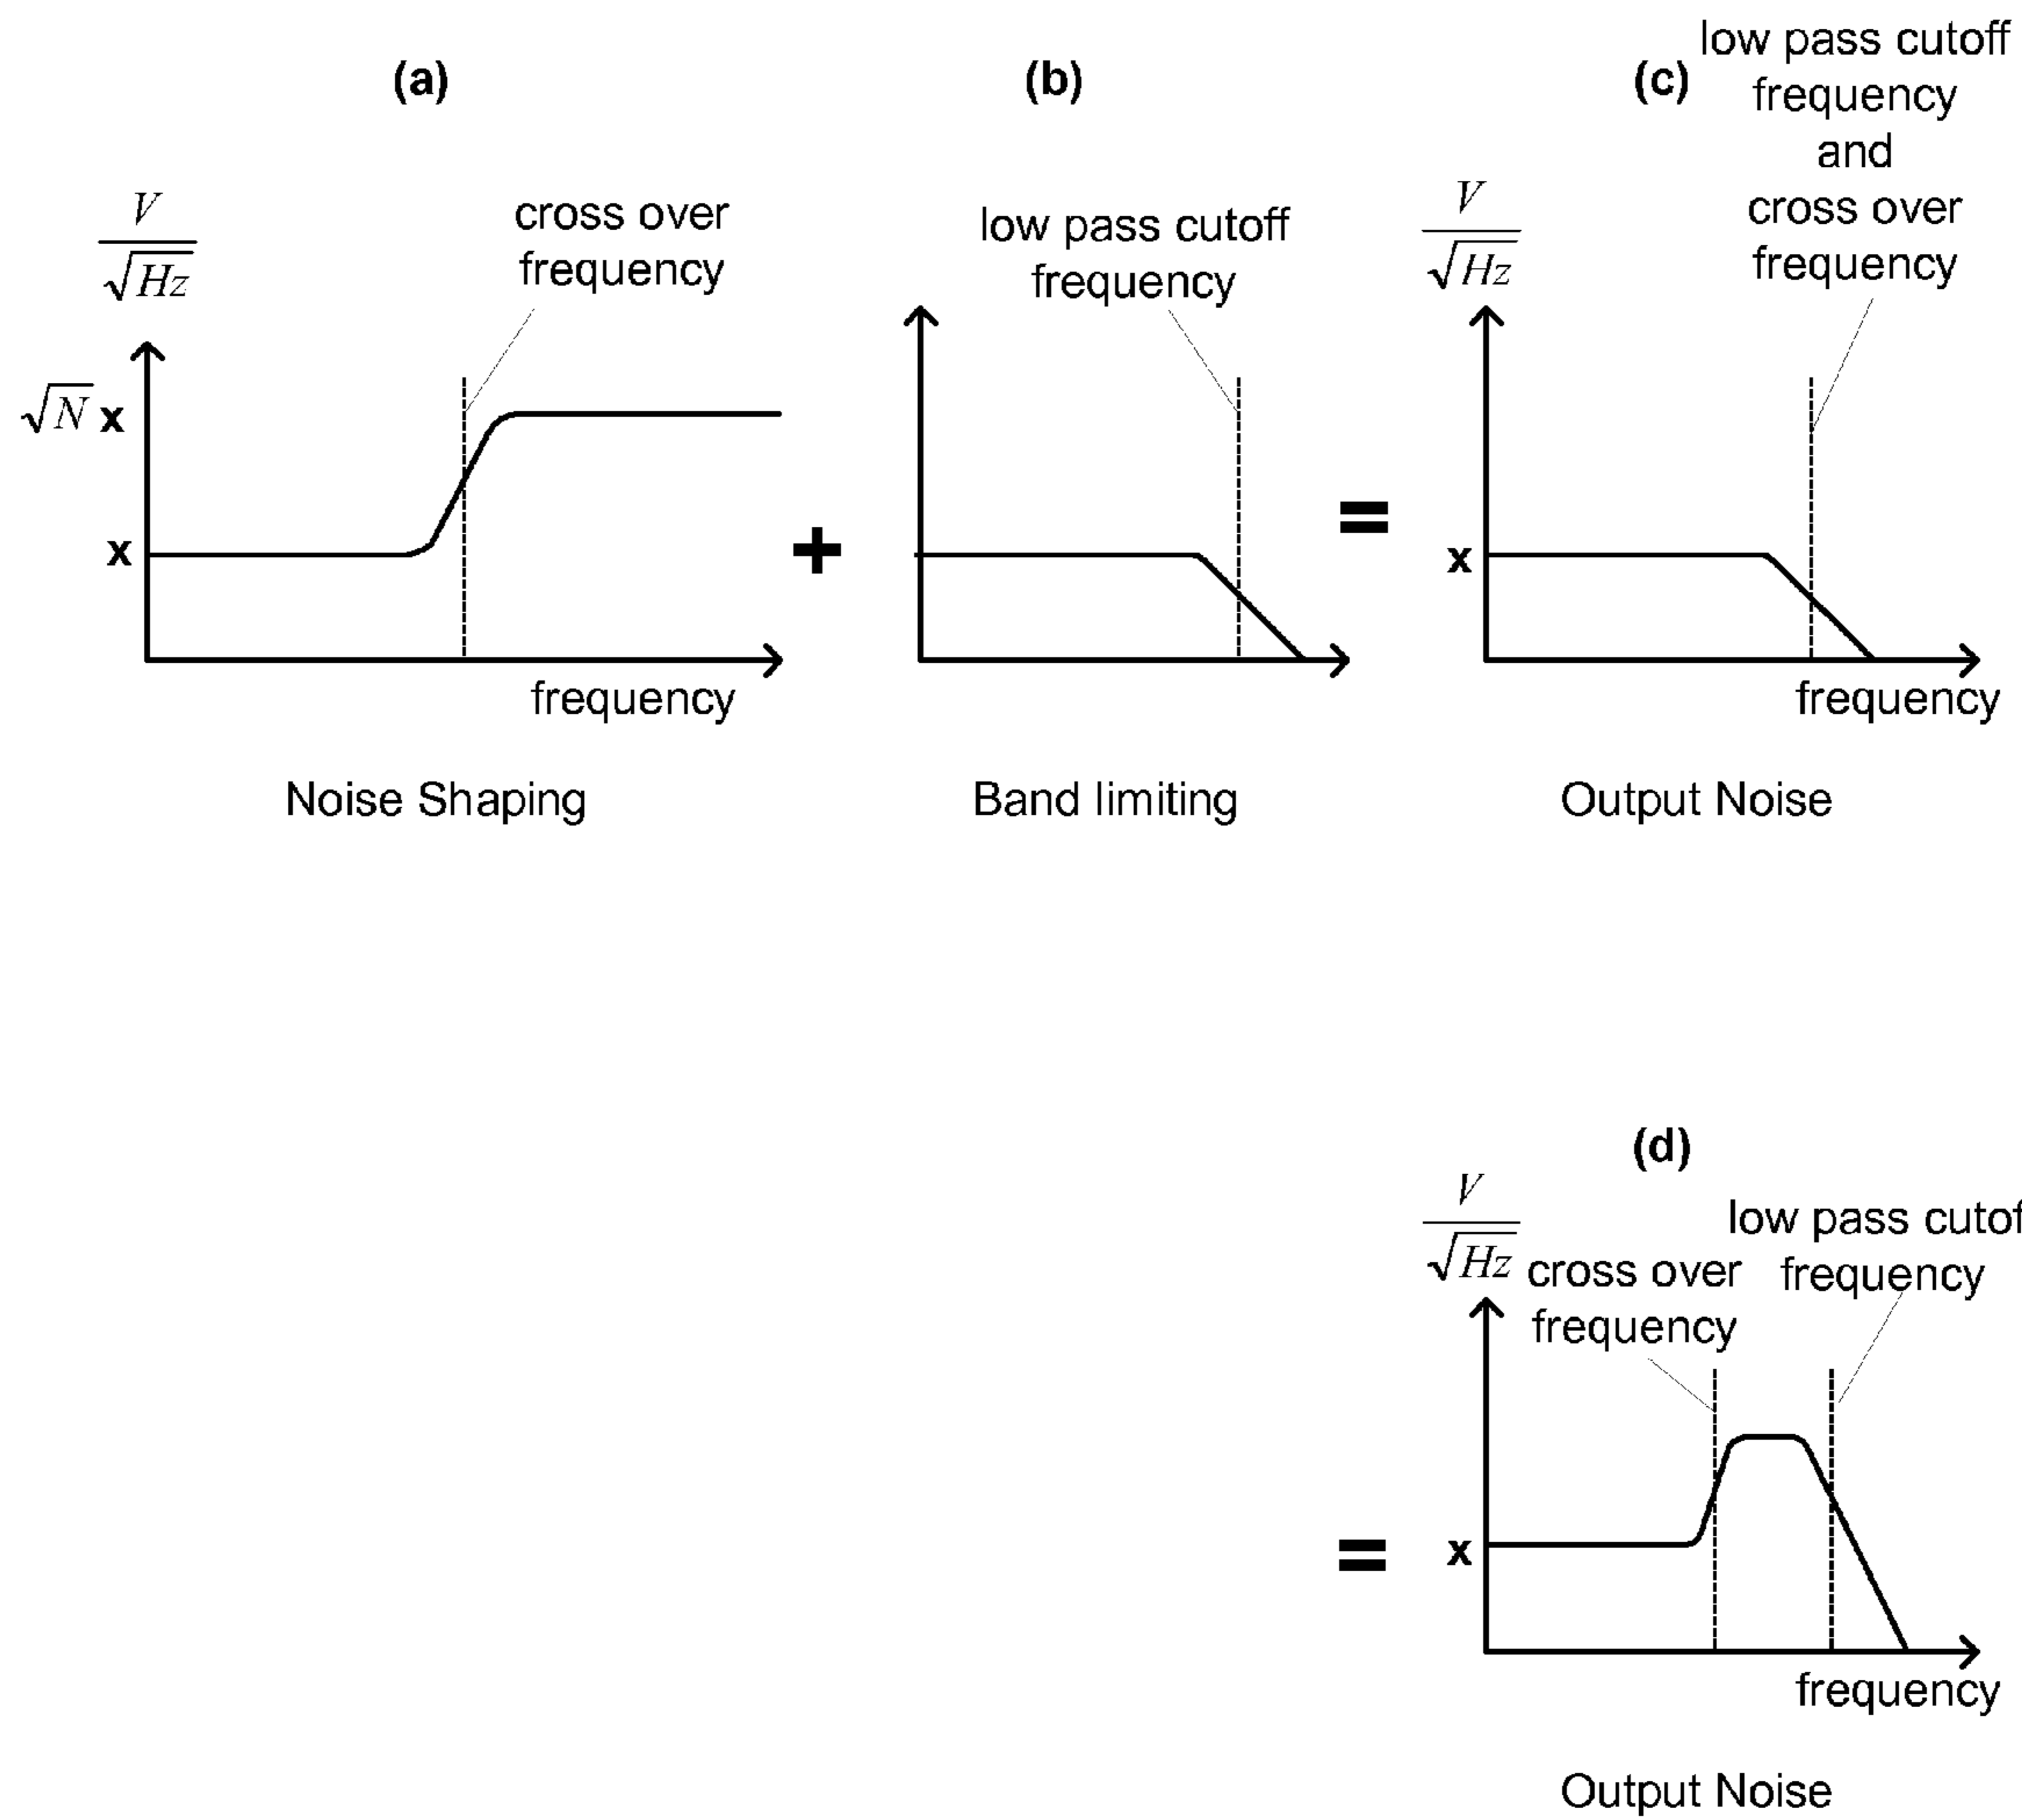 (a)
V
√Hz
cross over
frequency
√N x
x
frequency
Noise Shaping
+
(b)
low pass cutoff
frequency
Band limiting
=
(c)
low pass cutoff
frequency
and
cross over
frequency
V
√Hz
x
frequency
Output Noise
=
(d)
V
√Hz
cross over
frequency
low pass cutof
frequency
x
frequency
Output Noise